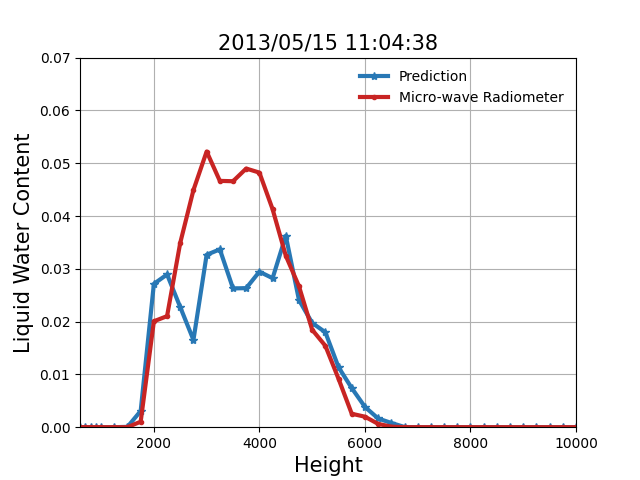 2013/05/15 11:04:38
Prediction
Micro-wave Radiometer
Liquid Water Content
0.07
0.06
0.05
0.04
0.03
0.02
0.01
0.00
2000 4000 6000 8000 10000
Height